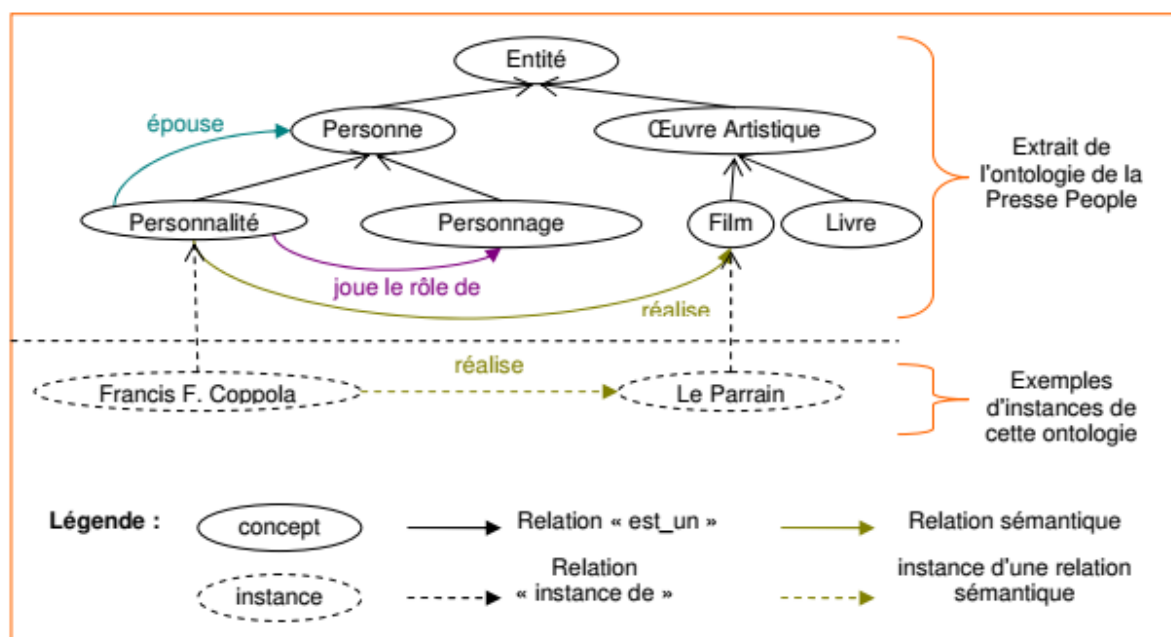 Entité
épouse
Personne
Œuvre Artistique
Extrait de
l'ontologie de la
Presse People
Personnalité
Personnage
Film
Livre
joue le rôle de
réalise
réalise
Francis F. Coppola
Le Parrain
Exemples
d'instances de
cette ontologie
Légende :
concept
Relation « est_un »
Relation sémantique
instance
Relation
« instance de »
instance d'une relation
sémantique